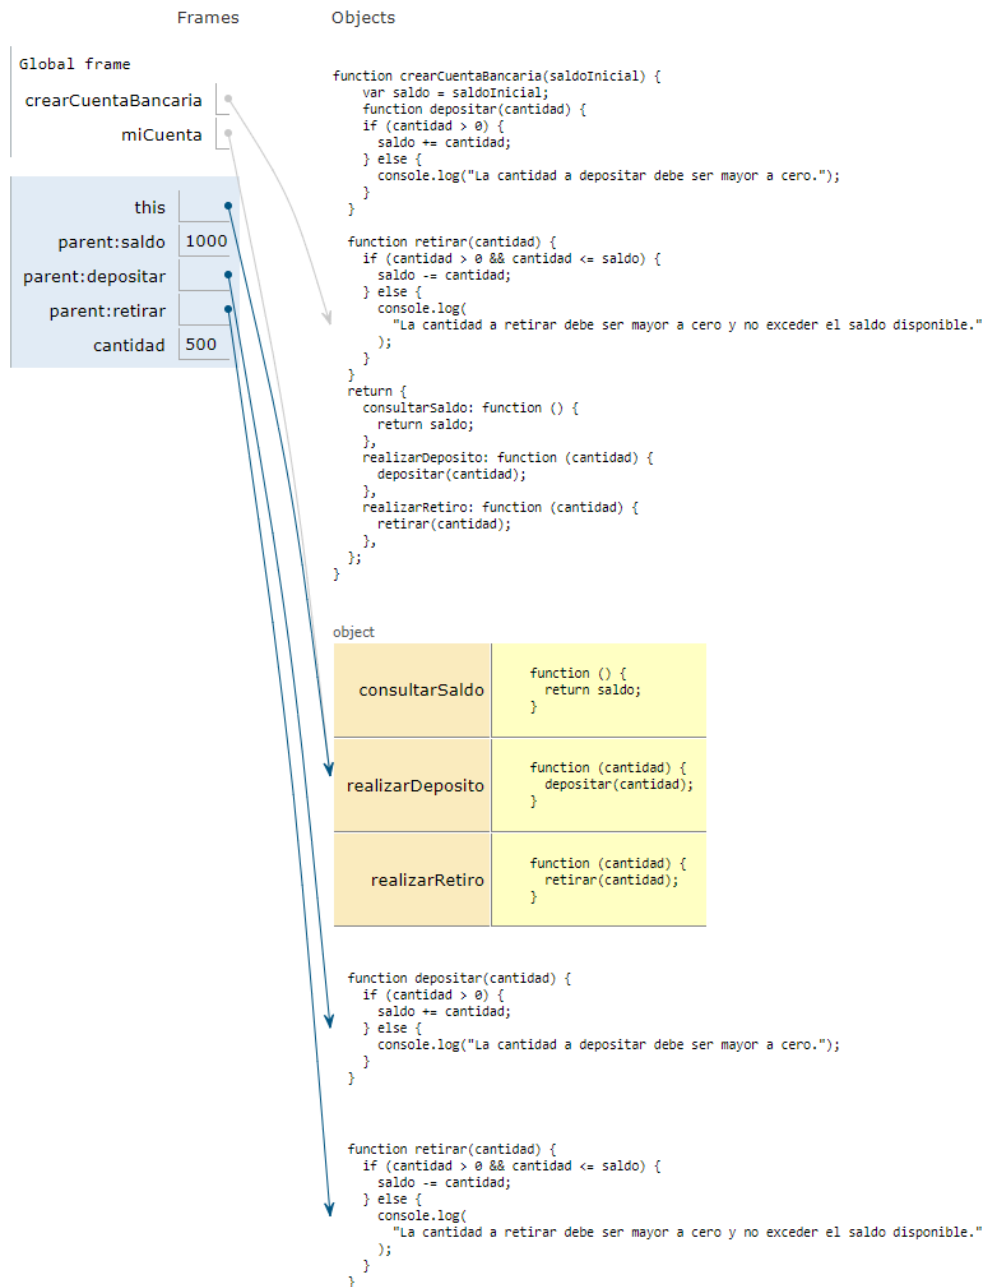 Frames Objects
Global frame
crearCuentaBancaria
miCuenta
this
parent:saldo 1000
parent:depositar
parent:retirar
cantidad 500
function crearCuentaBancaria(saldoInicial) {
    var saldo = saldoInicial;
    function depositar(cantidad) {
    if (cantidad > 0) {
      saldo += cantidad;
    } else {
      console.log("La cantidad a depositar debe ser mayor a cero.");
    }
  }
  function retirar(cantidad) {
    if (cantidad > 0 && cantidad <= saldo) {
      saldo -= cantidad;
    } else {
      console.log(
        "La cantidad a retirar debe ser mayor a cero y no exceder el saldo disponible."
      );
    }
  }
  return {
    consultarSaldo: function () {
      return saldo;
    },
    realizarDeposito: function (cantidad) {
      depositar(cantidad);
    },
    realizarRetiro: function (cantidad) {
      retirar(cantidad);
    },
  };
}
object
consultarSaldo
function () {
  return saldo;
}
realizarDeposito
function (cantidad) {
  depositar(cantidad);
}
realizarRetiro
function (cantidad) {
  retirar(cantidad);
}
function depositar(cantidad) {
  if (cantidad > 0) {
    saldo += cantidad;
  } else {
    console.log("La cantidad a depositar debe ser mayor a cero.");
  }
}
function retirar(cantidad) {
  if (cantidad > 0 && cantidad <= saldo) {
    saldo -= cantidad;
  } else {
    console.log(
      "La cantidad a retirar debe ser mayor a cero y no exceder el saldo disponible."
    );
  }
}